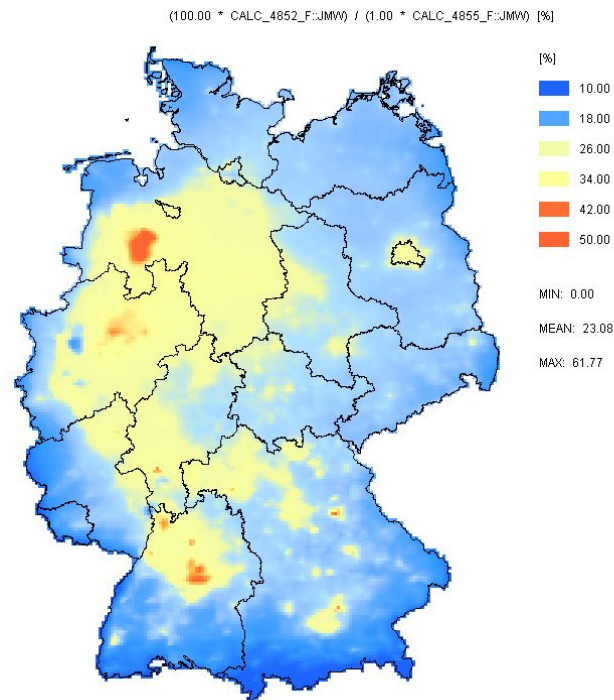 (100.00 * CALC_4852_F::JMW) / (1.00 * CALC_4855_F::JMW) [%]
[%]
10.00
18.00
26.00
34.00
42.00
50.00
MIN: 0.00
MEAN: 23.08
MAX: 61.77